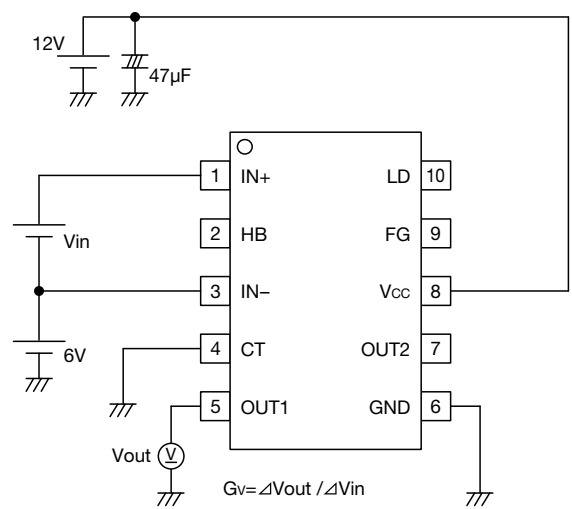 12V
47μF
1 IN+ LD 10
2 HB FG 9
Vin
3 IN− VCC 8
6V
4 CT OUT2 7
5 OUT1 GND 6
Vout V
GV=⊿Vout /⊿Vin